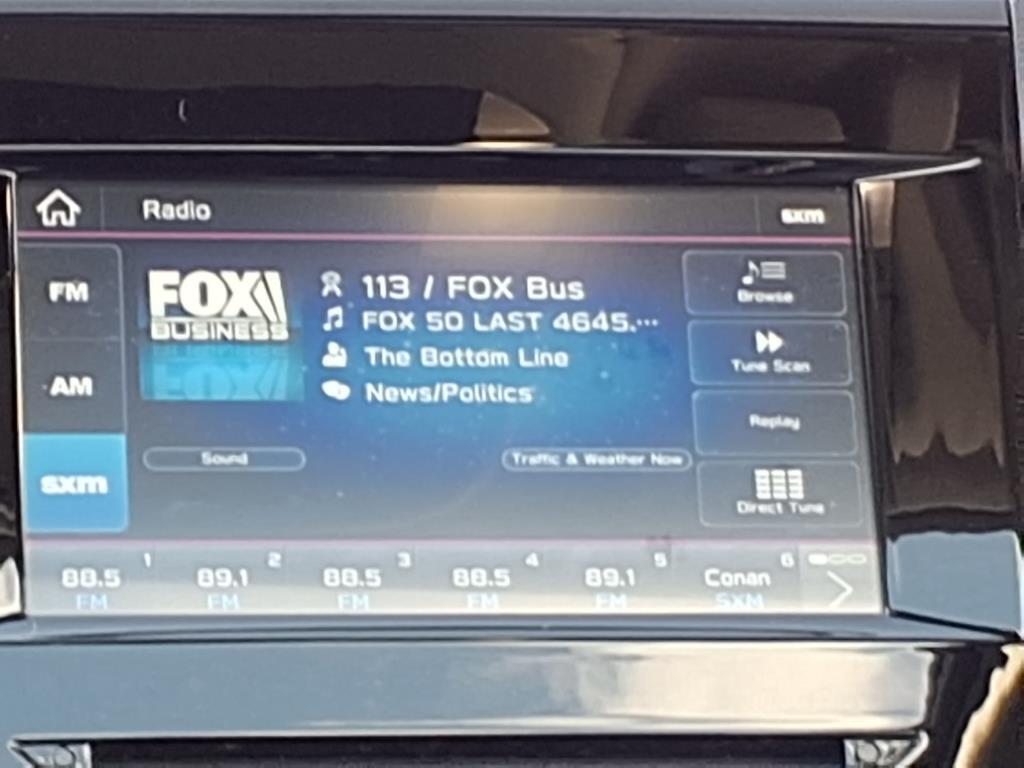 Radio
sxm
FM
AM
sxm
FOX
BUSINESS
113 / FOX Bus
FOX 50 LAST 4645.…
The Bottom Line
News/Politics
Sound
Traffic & Weather Now
Browse
Tune Scan
Replay
Direct Tune
1 2 3 4 5 6
88.5 89.1 88.5 88.5 89.1 Conan
FM FM FM FM FM SXM